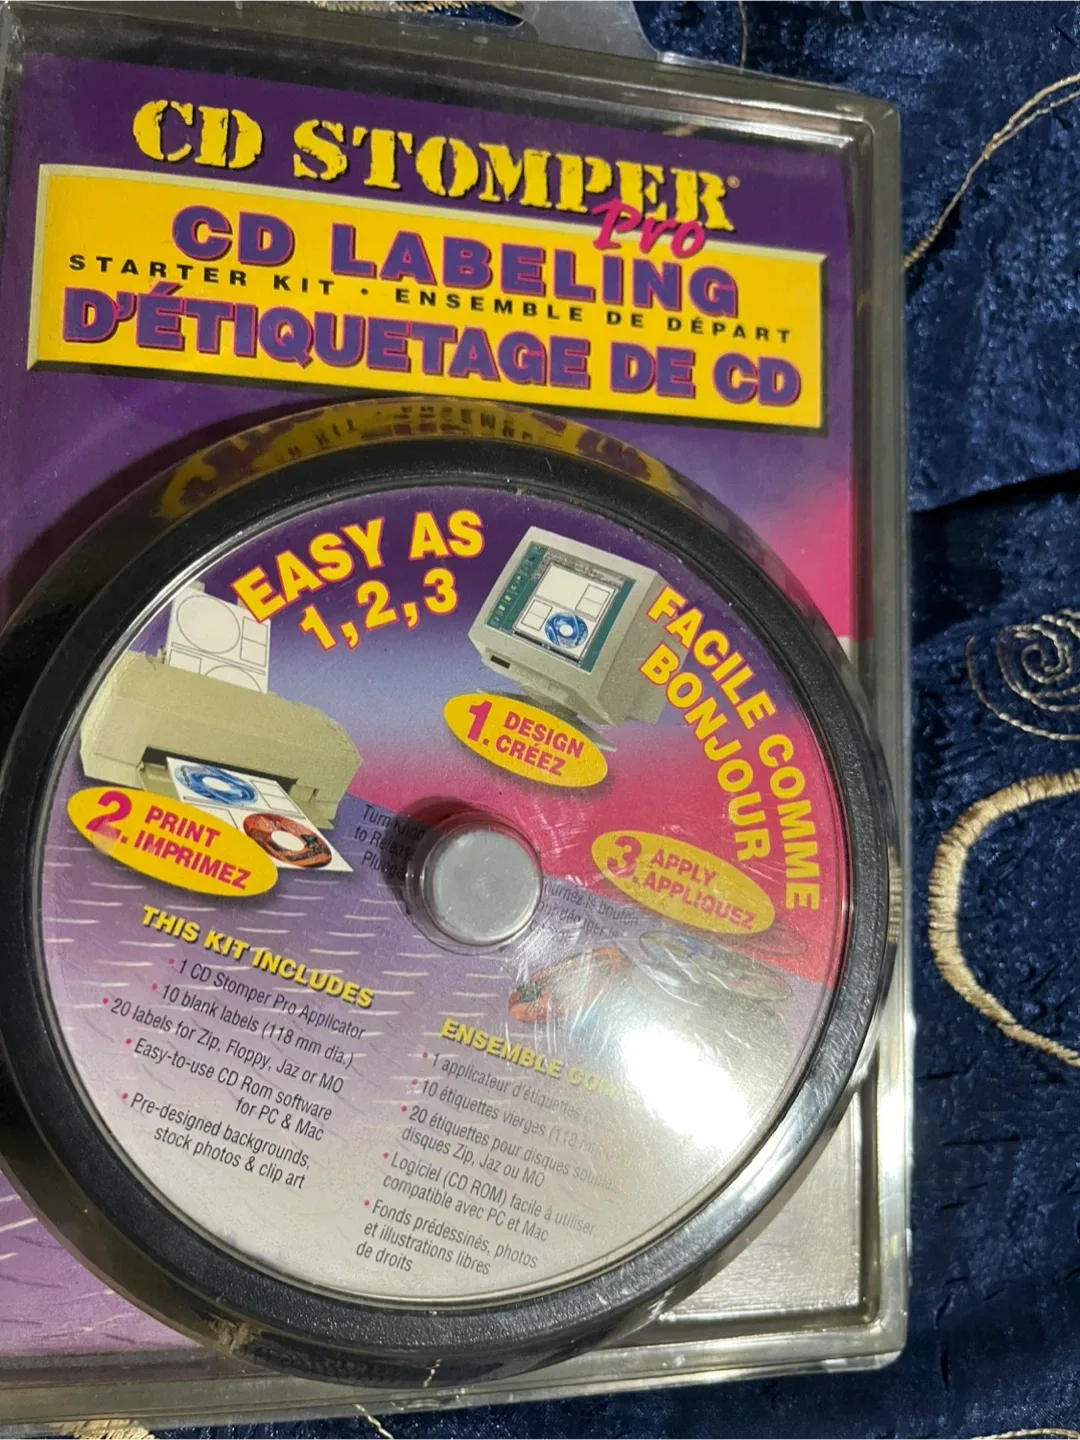 CD STOMPER®
Pro
CD LABELING
STARTER KIT • ENSEMBLE DE DÉPART
D'ÉTIQUETAGE DE CD
EASY AS
1, 2, 3
FACILE COMME
BONJOUR
1. DESIGN
CRÉEZ
2. PRINT
IMPRIMEZ
3. APPLY
APPLIQUEZ
Turn Knob
to
THIS KIT INCLUDES
• 1 CD Stomper Pro Applicator
• 10 blank labels (118 mm dia.)
• 20 labels for Zip, Floppy, Jaz or MO
• Easy-to-use CD Rom software
for PC & Mac
• Pre-designed backgrounds,
stock photos & clip art
ENSEMBLE
• 1 applicateur d'étiquettes
• 10 étiquettes vierges (118
• 20 étiquettes pour disques souples,
disques Zip, Jaz ou MO
• Logiciel (CD ROM) facile à utiliser,
compatible avec PC et Mac
• Fonds prédessinés, photos
et illustrations libres
de droits